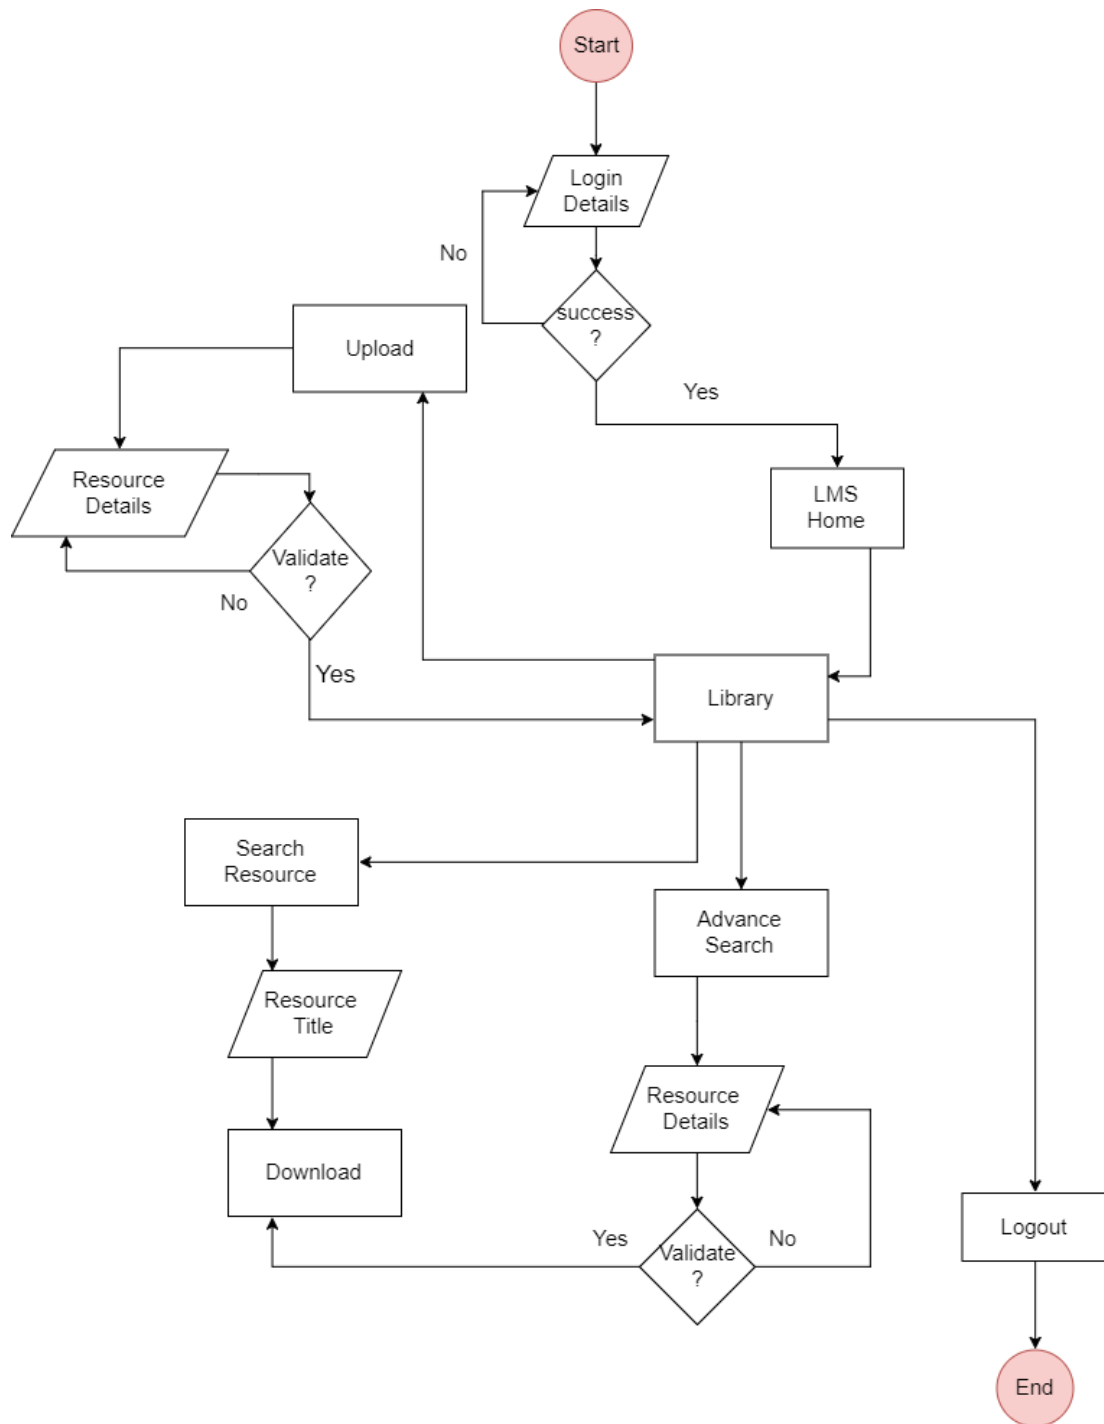 Start
Login
Details
No
success
?
Upload
Yes
Resource
Details
LMS
Home
Validate
?
No
Yes
Library
Search
Resource
Advance
Search
Resource
Title
Resource
Details
Download
Yes
Validate
?
No
Logout
End